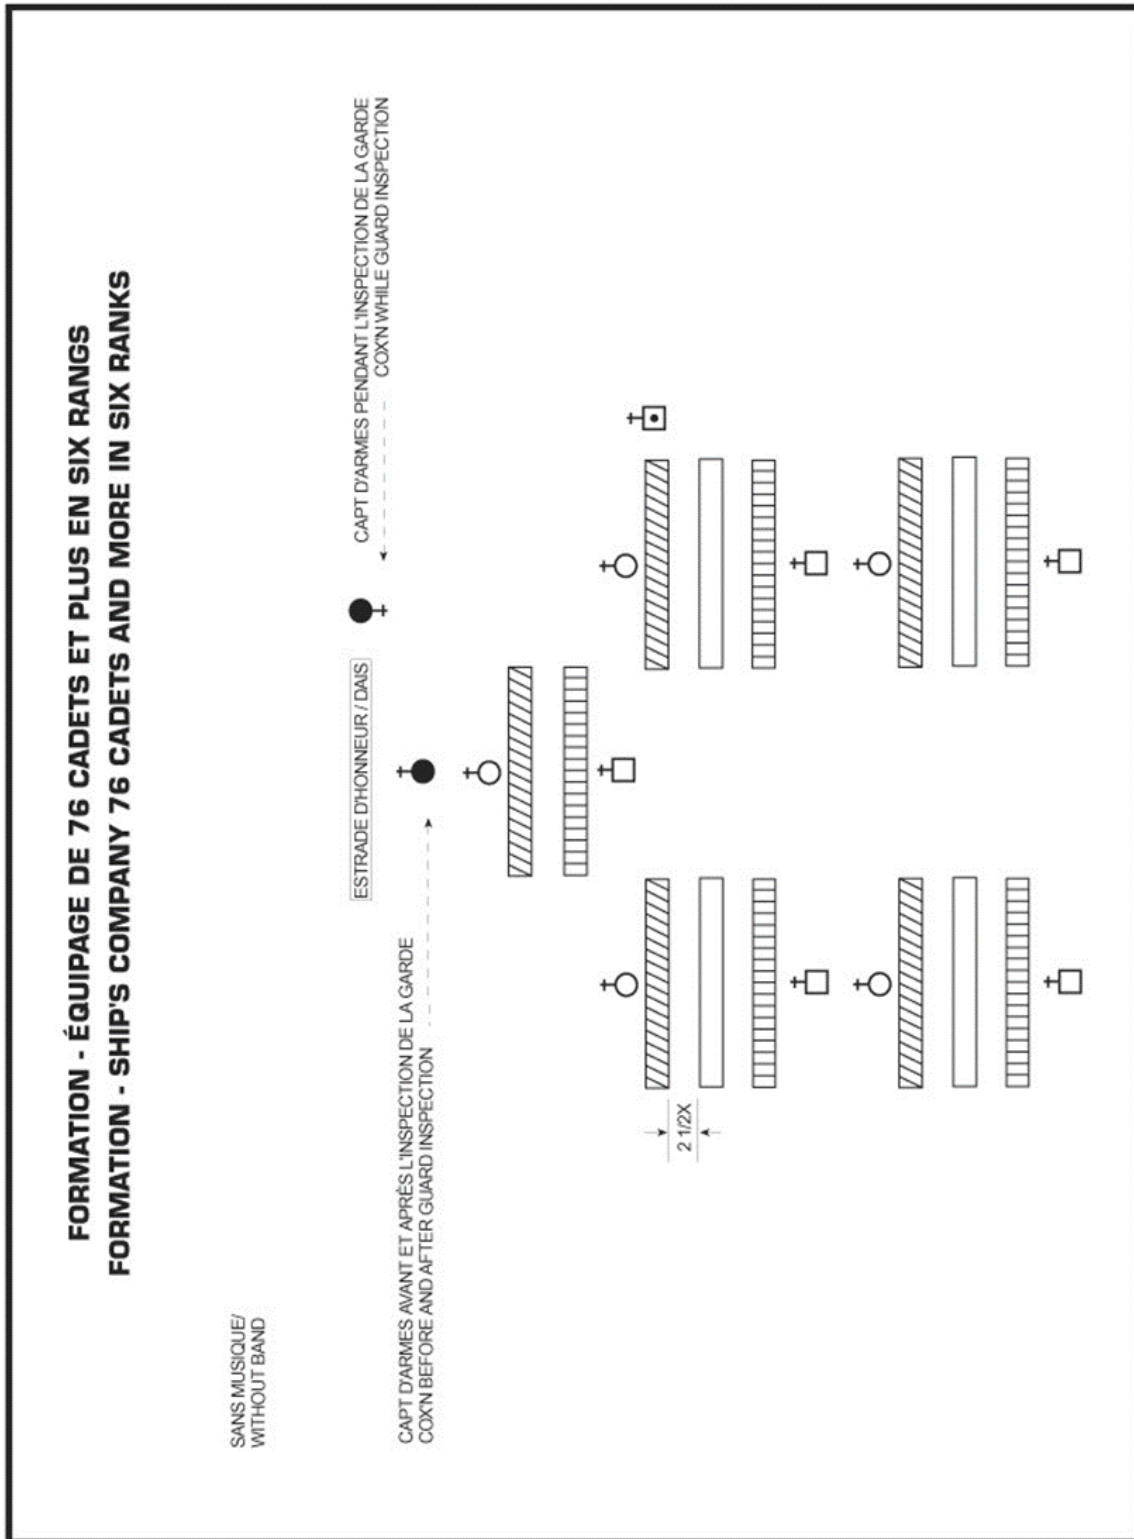 FORMATION - ÉQUIPAGE DE 76 CADETS ET PLUS EN SIX RANGS
FORMATION - SHIP'S COMPANY 76 CADETS AND MORE IN SIX RANKS
SANS MUSIQUE/
WITHOUT BAND
CAPT D'ARMES PENDANT L'INSPECTION DE LA GARDE
COX'N WHILE GUARD INSPECTION
ESTRADE D'HONNEUR / DAIS
CAPT D'ARMES AVANT ET APRÈS L'INSPECTION DE LA GARDE
COX'N BEFORE AND AFTER GUARD INSPECTION
2 1/2X